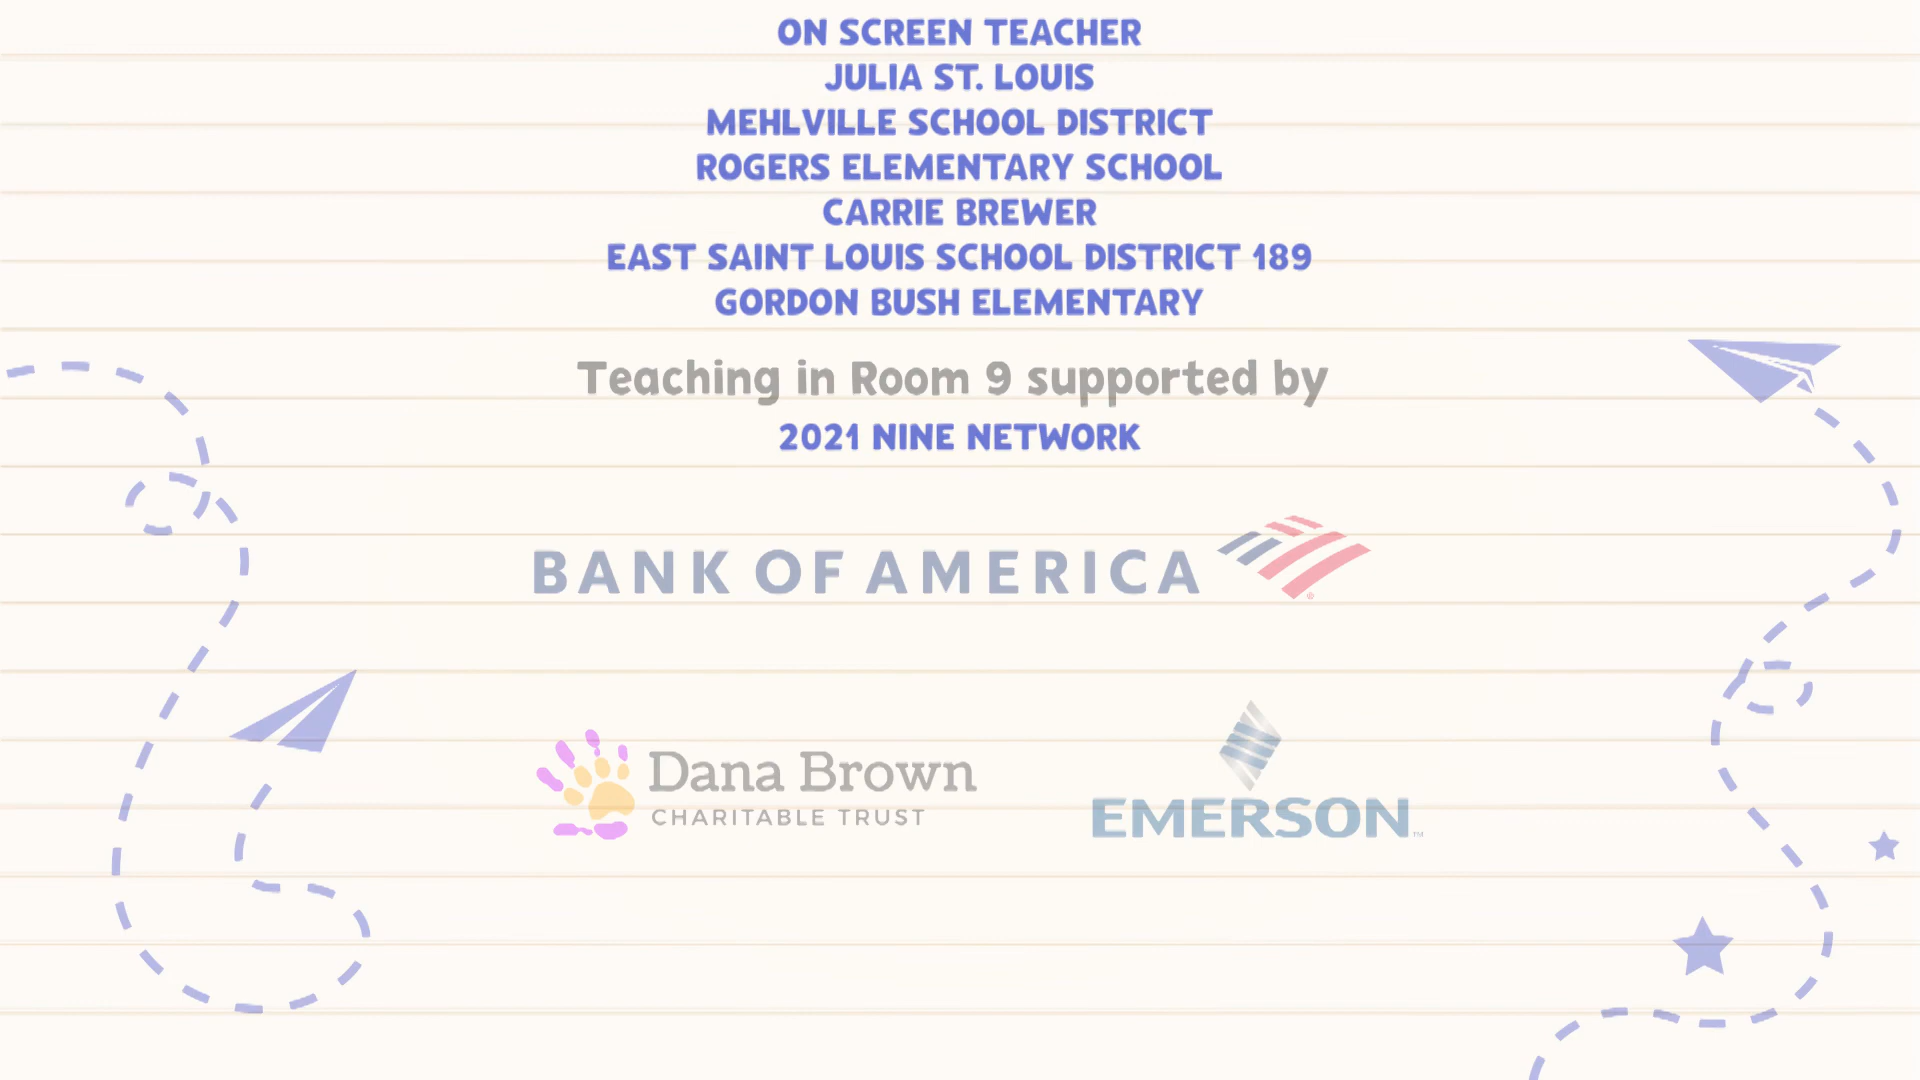 ON SCREEN TEACHER
JULIA ST. LOUIS
MEHLVILLE SCHOOL DISTRICT
ROGERS ELEMENTARY SCHOOL
CARRIE BREWER
EAST SAINT LOUIS SCHOOL DISTRICT 189
GORDON BUSH ELEMENTARY
Teaching in Room 9 supported by
2021 NINE NETWORK
BANK OF AMERICA ®
Dana Brown
CHARITABLE TRUST
EMERSON™